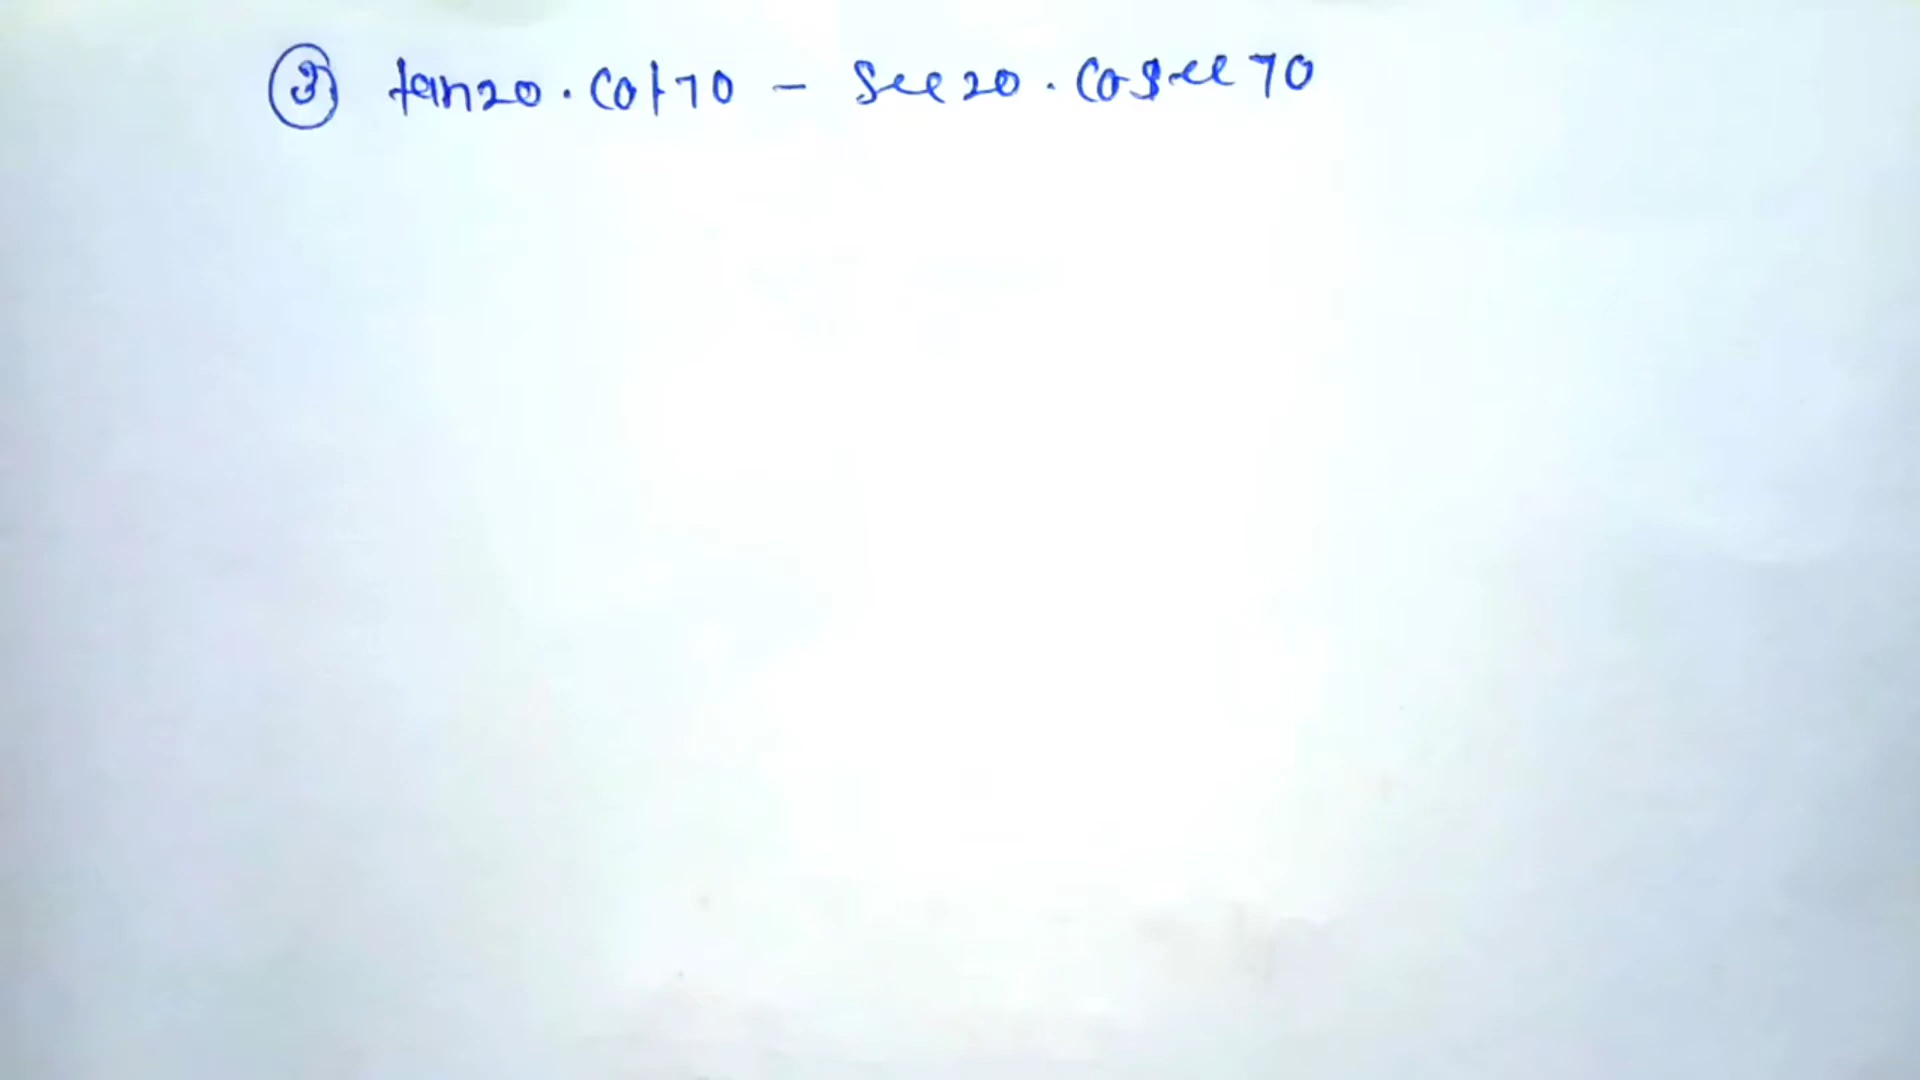 ③ tan20 . Cot70 - Sec20 . Cosec70